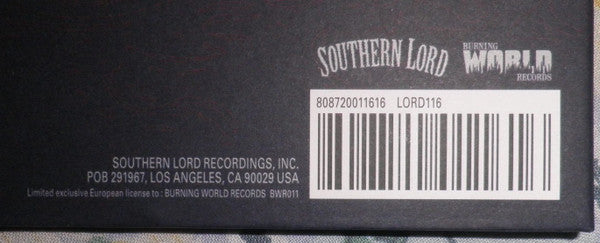 SOUTHERN LORD
BURNING
WORLD
RECORDS
808720011616 LORD116
SOUTHERN LORD RECORDINGS, INC.
POB 291967, LOS ANGELES, CA 90029 USA
Limited exclusive European license to : BURNING WORLD RECORDS BWR011